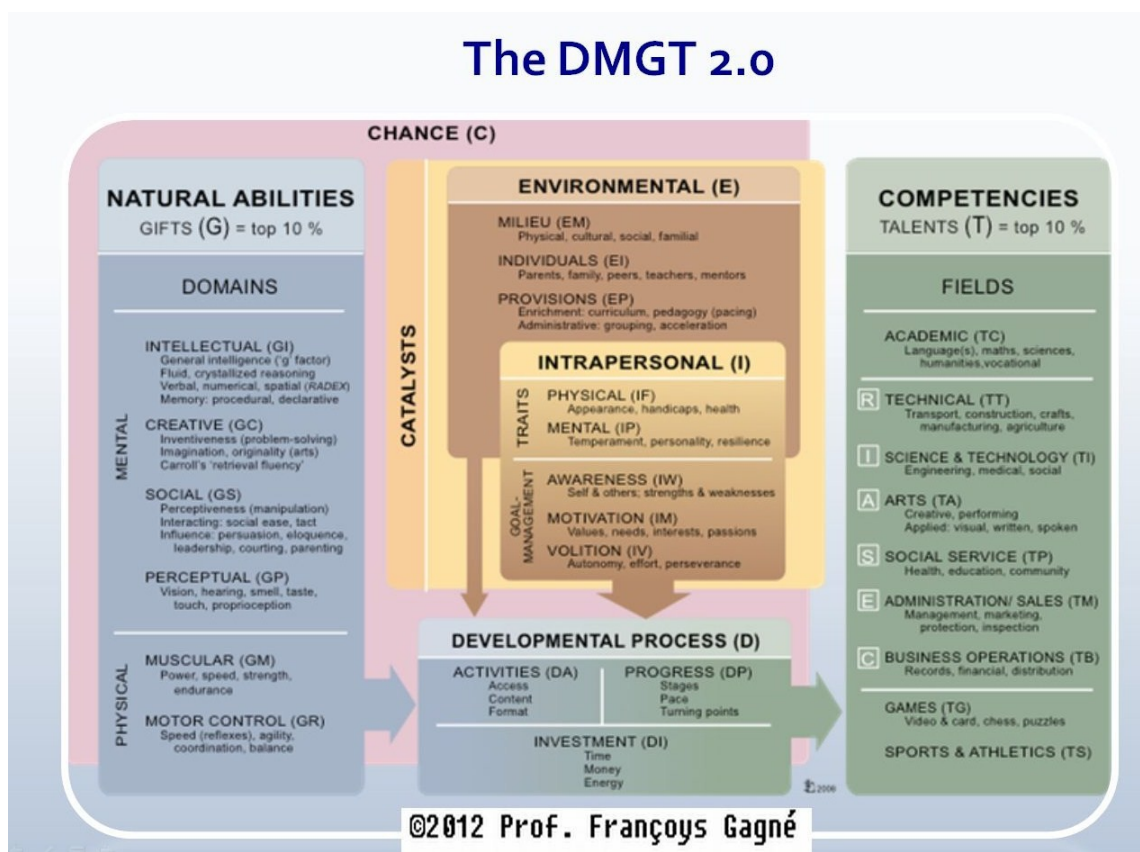 The DMGT 2.0
CHANCE (C)
NATURAL ABILITIES
GIFTS (G) = top 10 %
DOMAINS
MENTAL
INTELLECTUAL (GI)
General intelligence ('g' factor)
Fluid, crystallized reasoning
Verbal, numerical, spatial (RADEX)
Memory: procedural, declarative
CREATIVE (GC)
Inventiveness (problem-solving)
Imagination, originality (arts)
Carroll's 'retrieval fluency'
SOCIAL (GS)
Perceptiveness (manipulation)
Interacting: social ease, tact
Influence: persuasion, eloquence,
leadership, courting, parenting
PERCEPTUAL (GP)
Vision, hearing, smell, taste,
touch, proprioception
PHYSICAL
MUSCULAR (GM)
Power, speed, strength,
endurance
MOTOR CONTROL (GR)
Speed (reflexes), agility,
coordination, balance
CATALYSTS
ENVIRONMENTAL (E)
MILIEU (EM)
Physical, cultural, social, familial
INDIVIDUALS (EI)
Parents, family, peers, teachers, mentors
PROVISIONS (EP)
Enrichment: curriculum, pedagogy (pacing)
Administrative: grouping, acceleration
INTRAPERSONAL (I)
TRAITS
PHYSICAL (IF)
Appearance, handicaps, health
MENTAL (IP)
Temperament, personality, resilience
GOAL-
MANAGEMENT
AWARENESS (IW)
Self & others; strengths & weaknesses
MOTIVATION (IM)
Values, needs, interests, passions
VOLITION (IV)
Autonomy, effort, perseverance
DEVELOPMENTAL PROCESS (D)
ACTIVITIES (DA)
Access
Content
Format
PROGRESS (DP)
Stages
Pace
Turning points
INVESTMENT (DI)
Time
Money
Energy
COMPETENCIES
TALENTS (T) = top 10 %
FIELDS
ACADEMIC (TC)
Language(s), maths, sciences,
humanities,vocational
R TECHNICAL (TT)
Transport, construction, crafts,
manufacturing, agriculture
I SCIENCE & TECHNOLOGY (TI)
Engineering, medical, social
A ARTS (TA)
Creative, performing
Applied: visual, written, spoken
S SOCIAL SERVICE (TP)
Health, education, community
E ADMINISTRATION/ SALES (TM)
Management, marketing,
protection, inspection
C BUSINESS OPERATIONS (TB)
Records, financial, distribution
GAMES (TG)
Video & card, chess, puzzles
SPORTS & ATHLETICS (TS)
©2012 Prof. Françoys Gagné